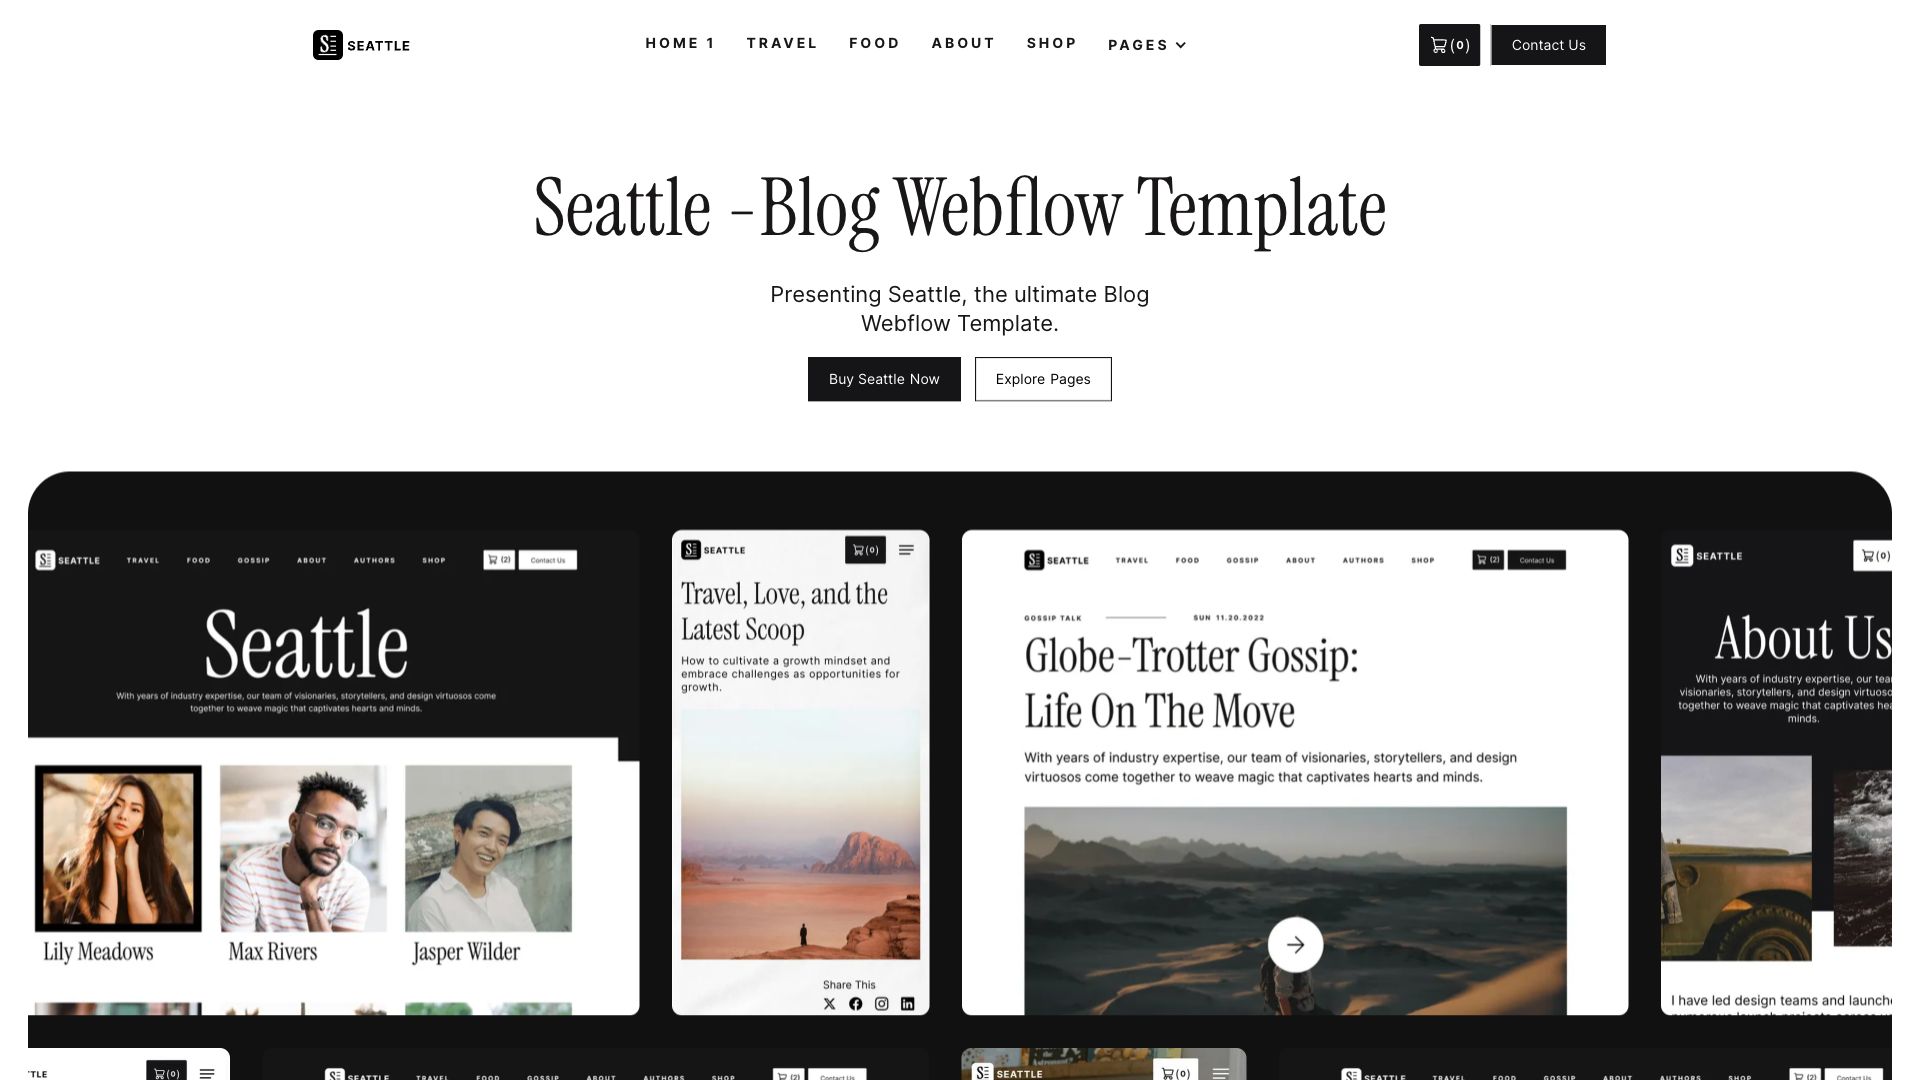 SEATTLE
HOME 1
TRAVEL
FOOD
ABOUT
SHOP
PAGES
(0)
Contact Us
Seattle -Blog Webflow Template
Presenting Seattle, the ultimate Blog
Webflow Template.
Buy Seattle Now
Explore Pages
SEATTLE
TRAVEL
FOOD
GOSSIP
ABOUT
AUTHORS
SHOP
(2)
Contact Us
Seattle
With years of industry expertise, our team of visionaries, storytellers, and design virtuosos come
together to weave magic that captivates hearts and minds.
Lily Meadows
Max Rivers
Jasper Wilder
SEATTLE
(0)
Travel, Love, and the
Latest Scoop
How to cultivate a growth mindset and
embrace challenges as opportunities for
growth.
Share This
SEATTLE
TRAVEL
FOOD
GOSSIP
ABOUT
AUTHORS
SHOP
(2)
Contact Us
GOSSIP TALK
SUN 11.20.2022
Globe-Trotter Gossip:
Life On The Move
With years of industry expertise, our team of visionaries, storytellers, and design
virtuosos come together to weave magic that captivates hearts and minds.
SEATTLE
(0)
About Us
With years of industry expertise, our tea
visionaries, storytellers, and design virtuoso
together to weave magic that captivates hea
minds.
I have led design teams and launche
TLE
(0)
SEATTLE
TRAVEL
FOOD
GOSSIP
ABOUT
AUTHORS
SHOP
(2)
Contact Us
the
Astronaut?
SEATTLE
(0)
SEATTLE
TRAVEL
FOOD
GOSSIP
ABOUT
AUTHORS
SHOP
(2)
Contact Us